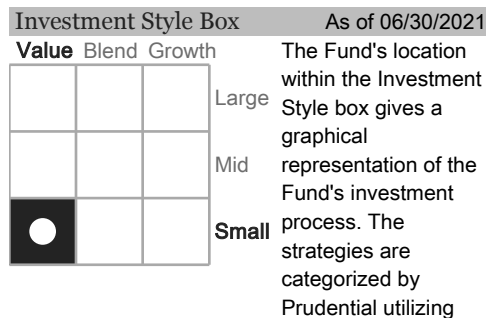 Investment Style Box As of 06/30/2021
Value Blend Growth
Large
Mid
Small
The Fund's location
within the Investment
Style box gives a
graphical
representation of the
Fund's investment
process. The
strategies are
categorized by
Prudential utilizing